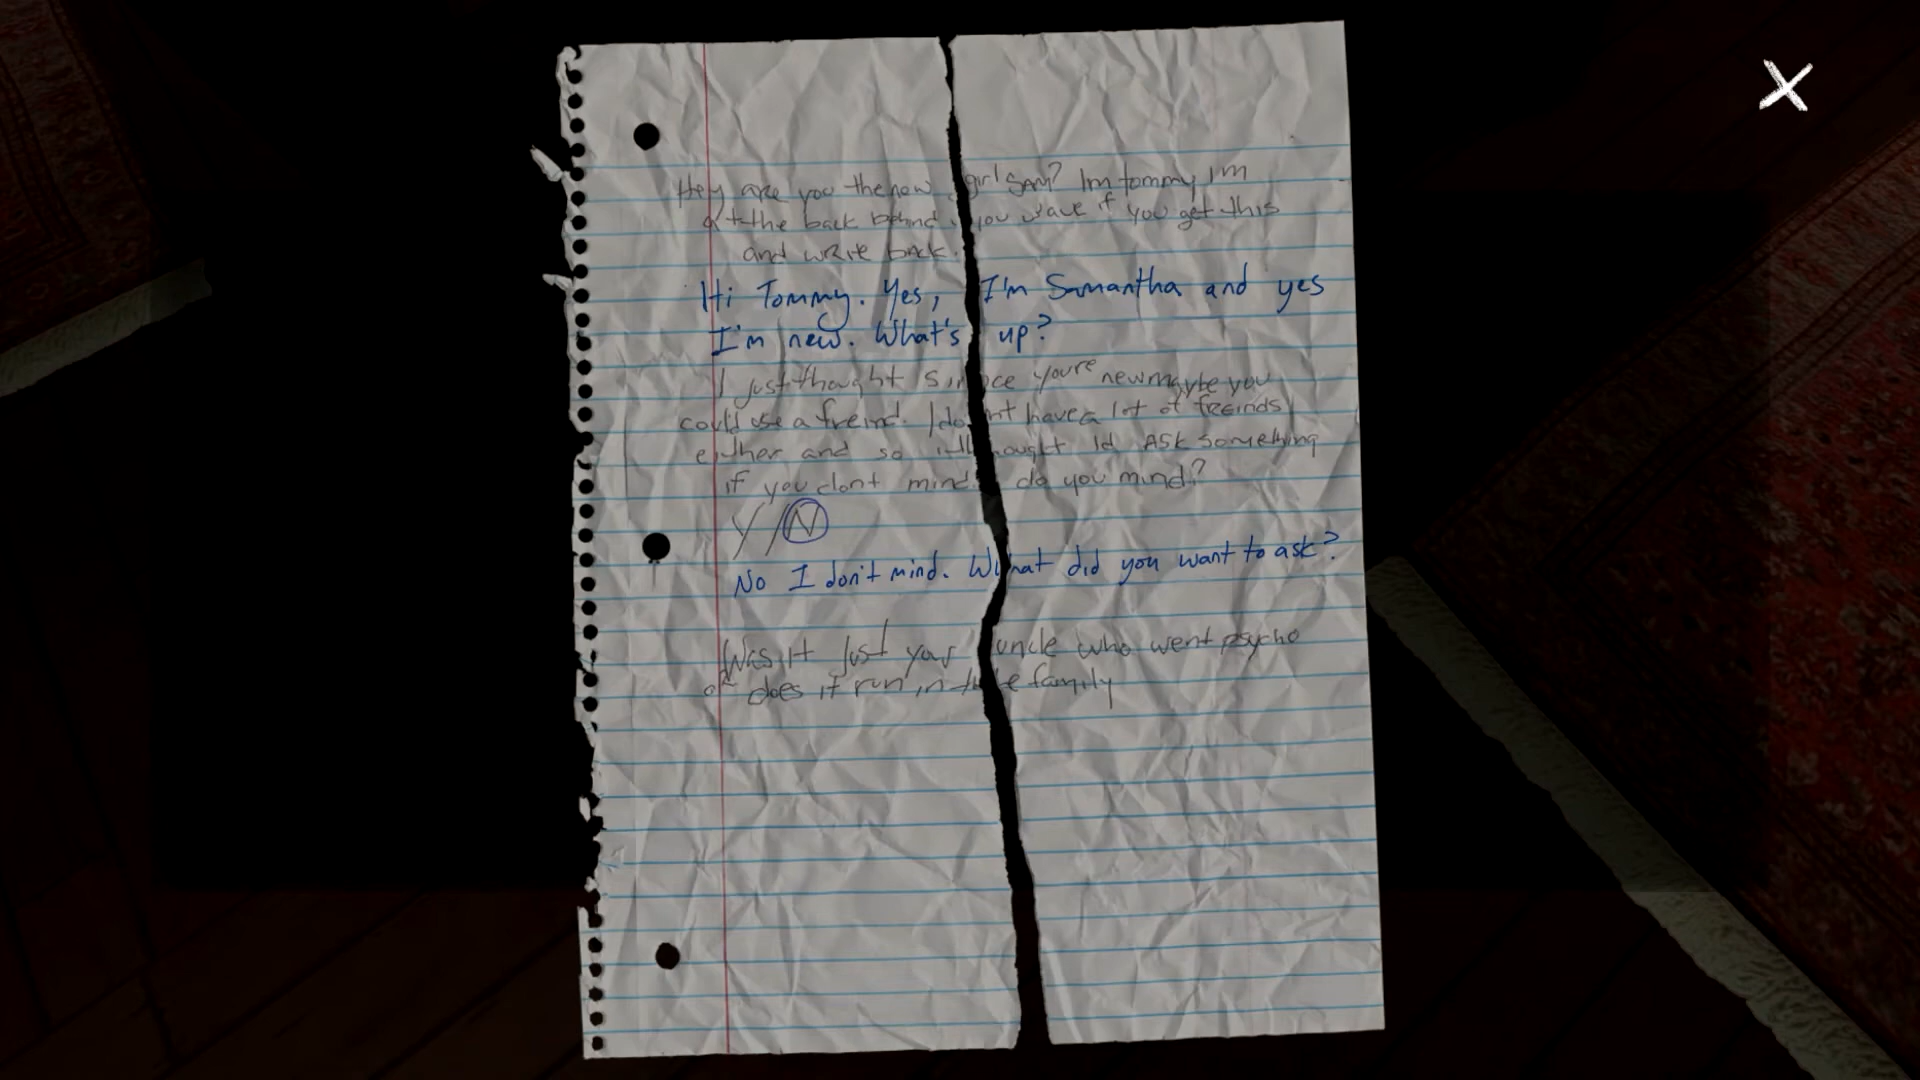 Hey are you the new girl Sam? Im tommy Im
at the back behind you wave if you get this
and write back.
Hi Tommy. Yes, I'm Samantha and yes
I'm new. What's up?
I just thought since youre new maybe you
could use a freind. I dont have a lot of freinds
either and so ithought Id ASk something
if you dont mind. do you mind?
Y/N
No I don't mind. What did you want to ask?
Was it just your uncle who went psycho
or does it run in the family